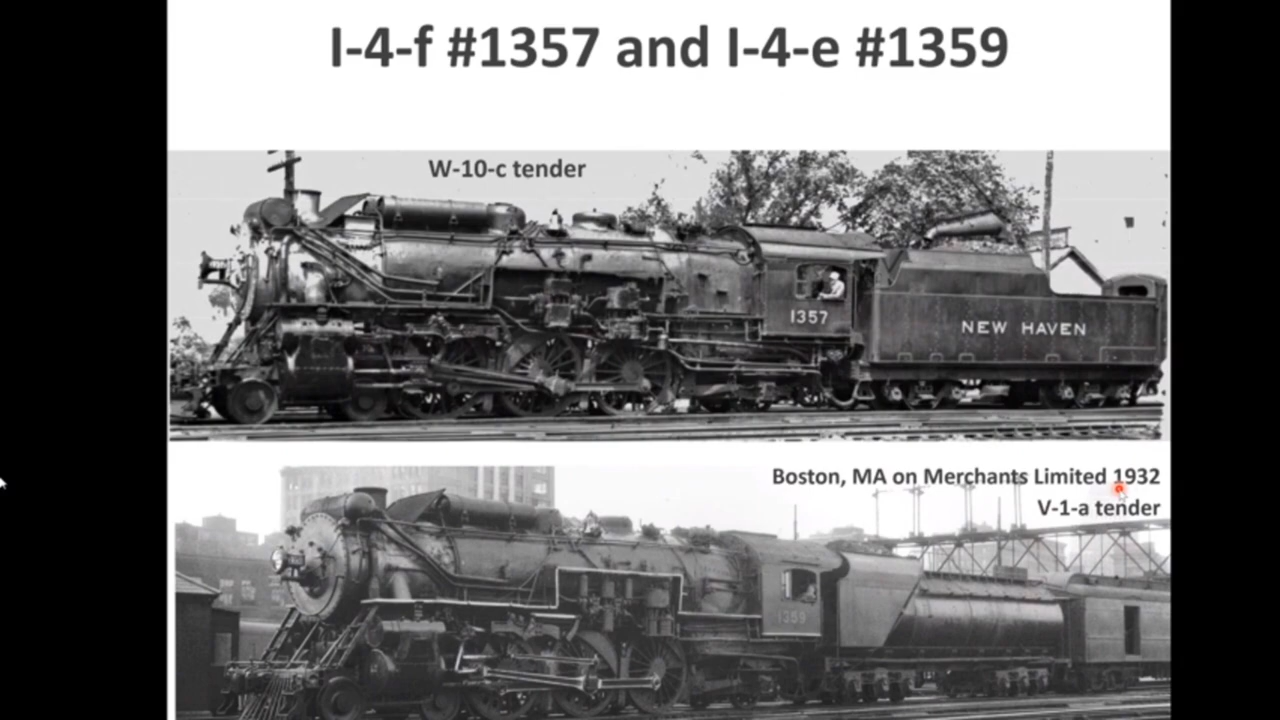 I-4-f #1357 and I-4-e #1359
W-10-c tender
1357
NEW HAVEN
Boston, MA on Merchants Limited 1932
V-1-a tender
1359